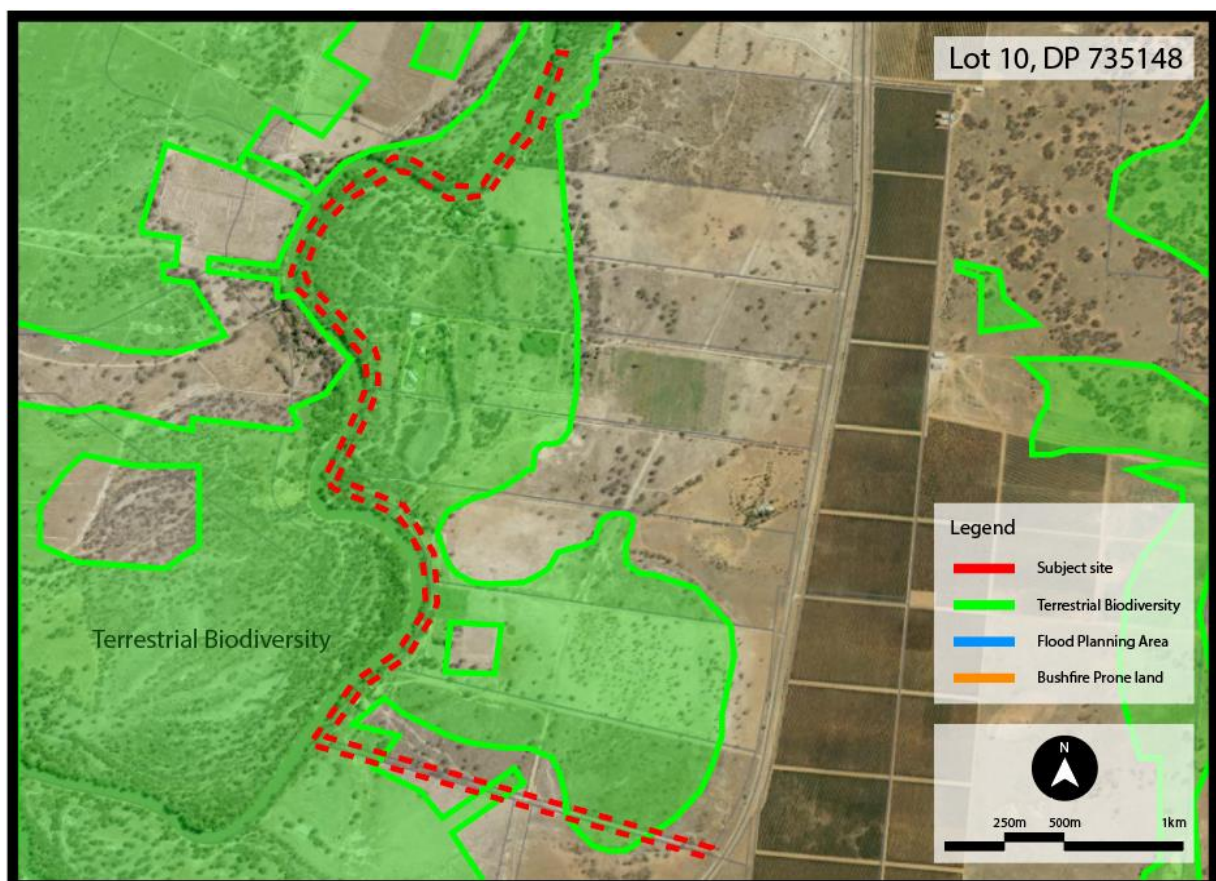 Lot 10, DP 735148
Terrestrial Biodiversity
Legend
Subject site
Terrestrial Biodiversity
Flood Planning Area
Bushfire Prone land
N
250m 500m 1km